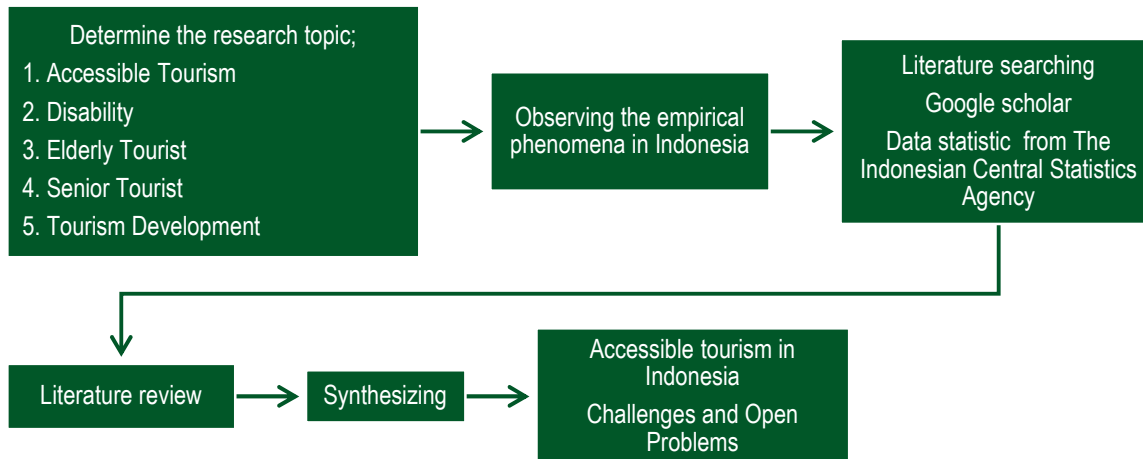 Determine the research topic;
1. Accessible Tourism
2. Disability
3. Elderly Tourist
4. Senior Tourist
5. Tourism Development
Observing the empirical
phenomena in Indonesia
Literature searching
Google scholar
Data statistic from The
Indonesian Central Statistics
Agency
Literature review
Synthesizing
Accessible tourism in
Indonesia
Challenges and Open
Problems